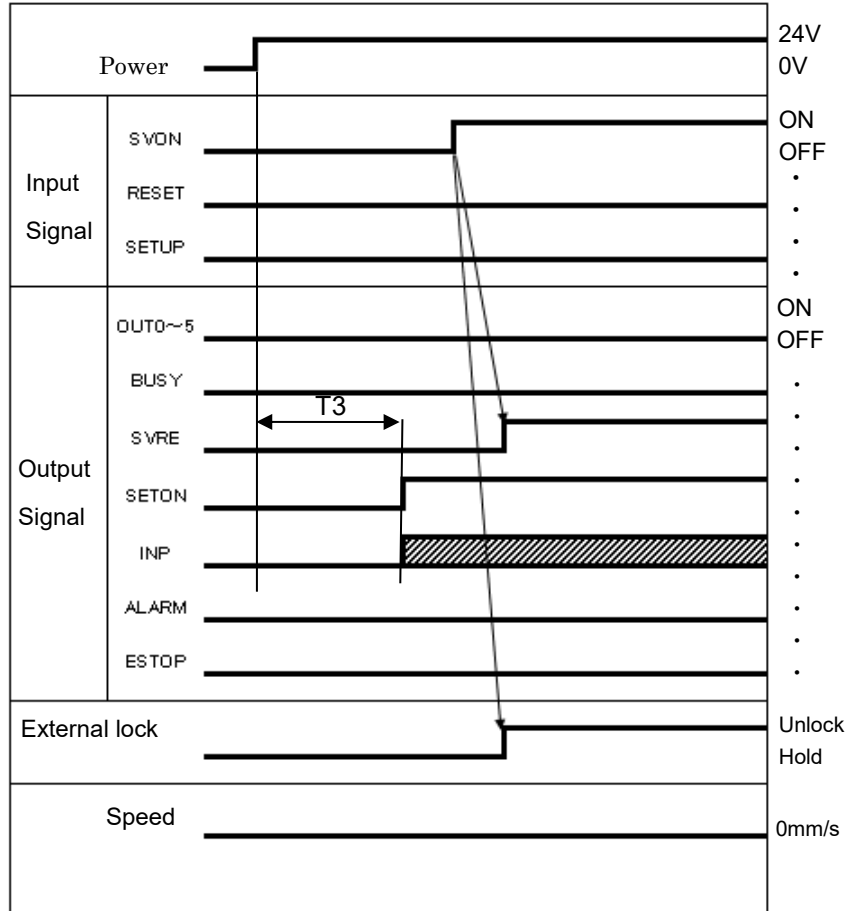 24V
Power
0V
ON
SVON
OFF
Input
Signal
RESET
SETUP
ON
OUT0～5
OFF
BUSY
T3
SVRE
Output
Signal
SETON
INP
ALARM
ESTOP
External lock
Unlock
Hold
Speed
0mm/s